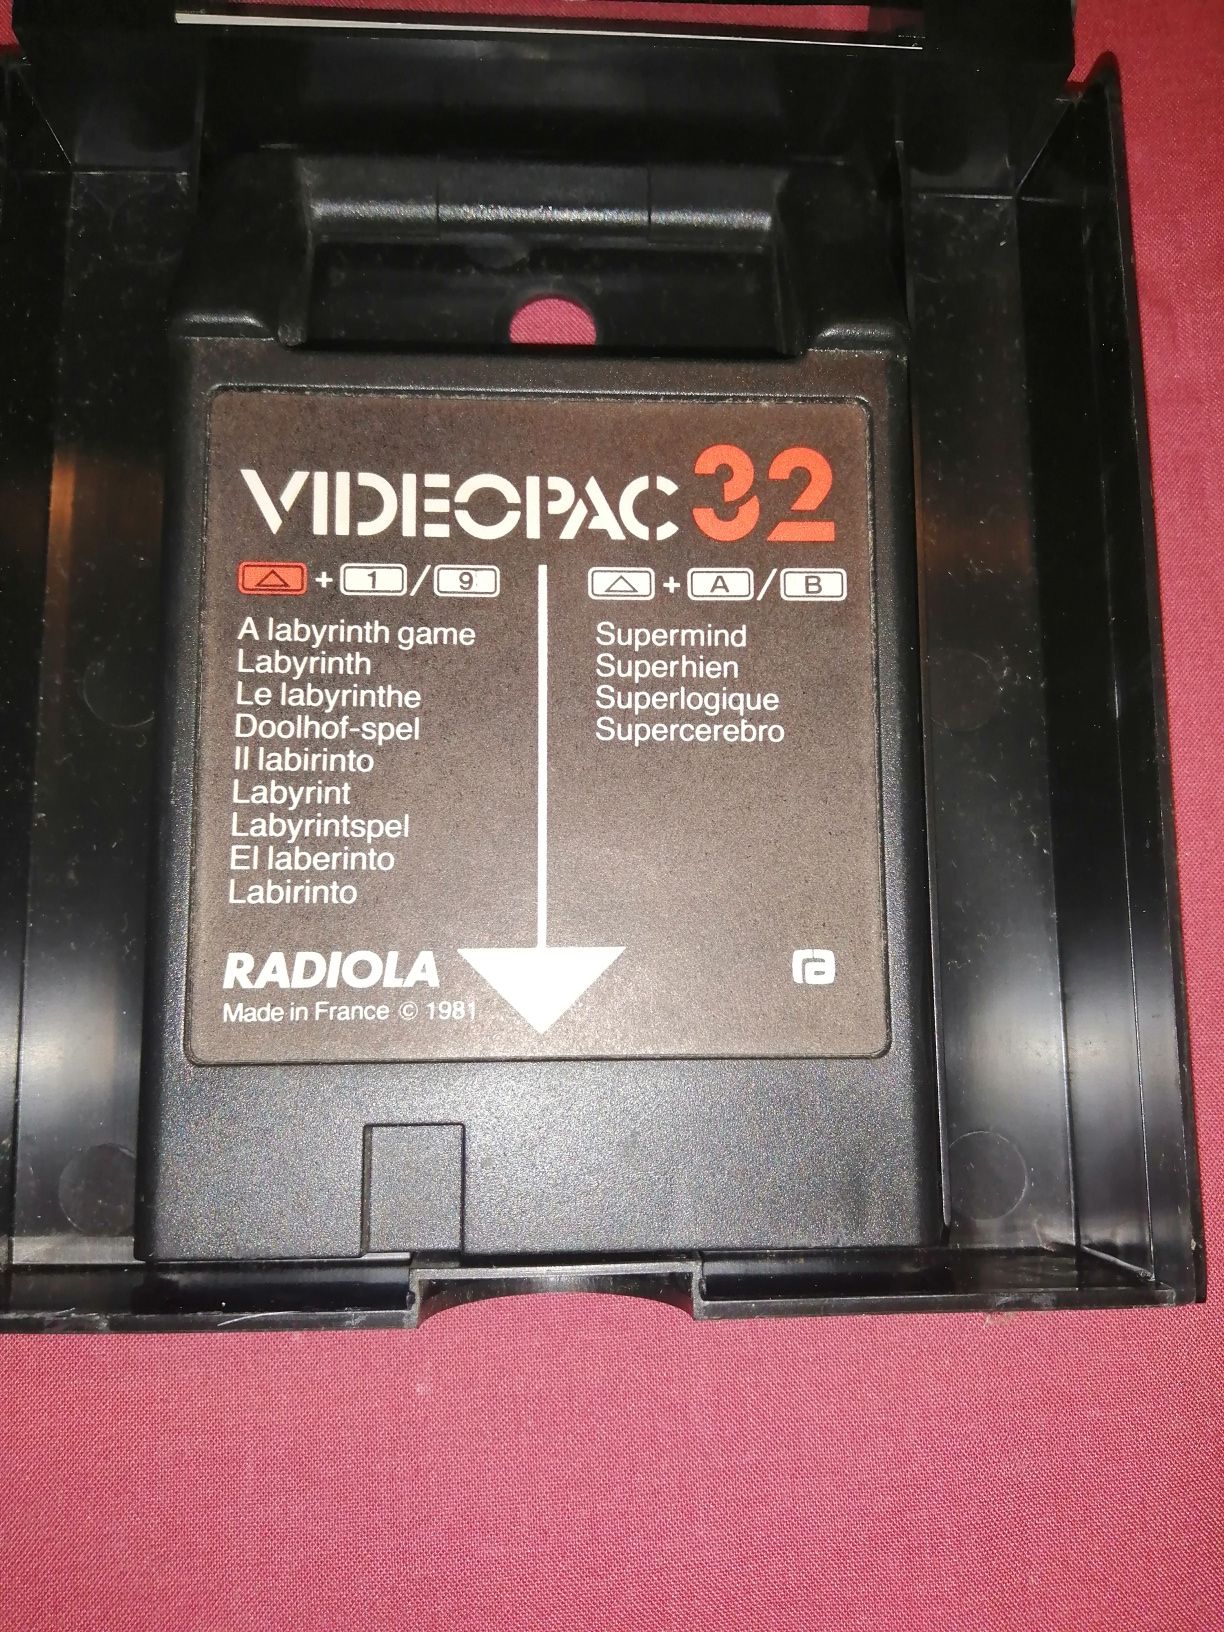 VIDEOPAC 32
△ + 1 / 9
A labyrinth game
Labyrinth
Le labyrinthe
Doolhof-spel
Il labirinto
Labyrint
Labyrintspel
El laberinto
Labirinto
△ + A / B
Supermind
Superhien
Superlogique
Supercerebro
RADIOLA
ra
Made in France © 1981